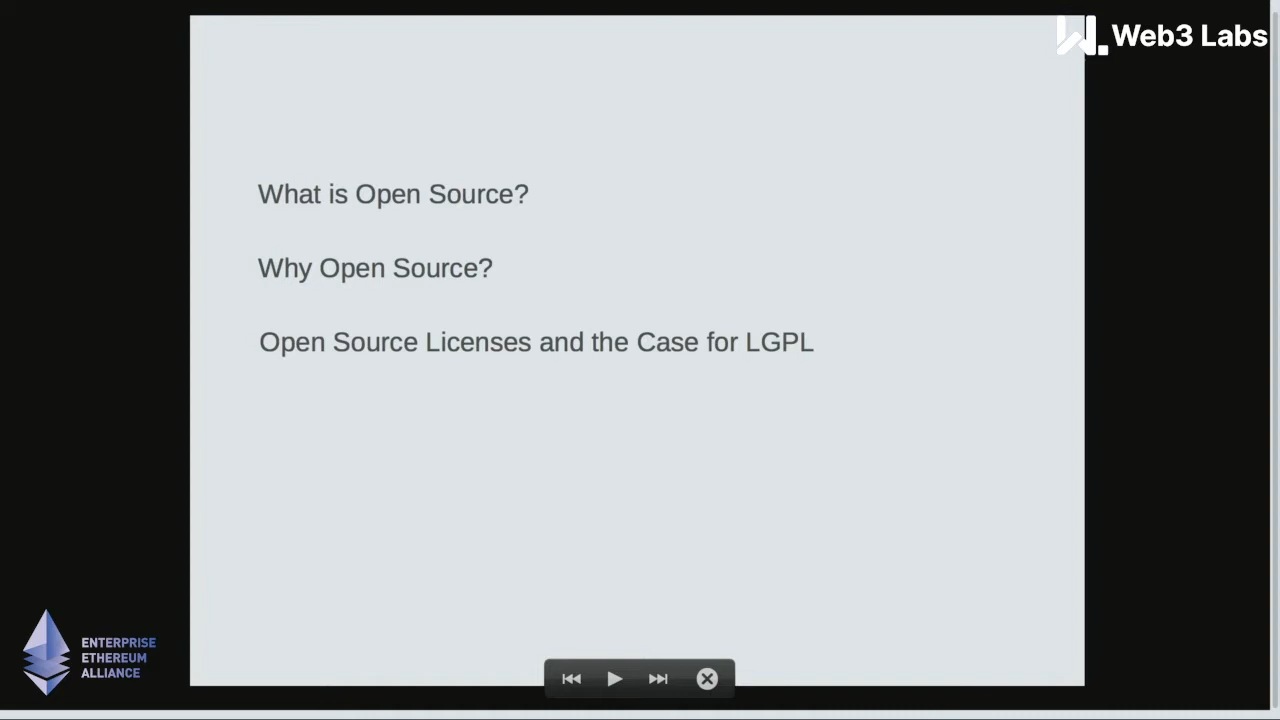 Web3 Labs
What is Open Source?
Why Open Source?
Open Source Licenses and the Case for LGPL
ENTERPRISE
ETHEREUM
ALLIANCE